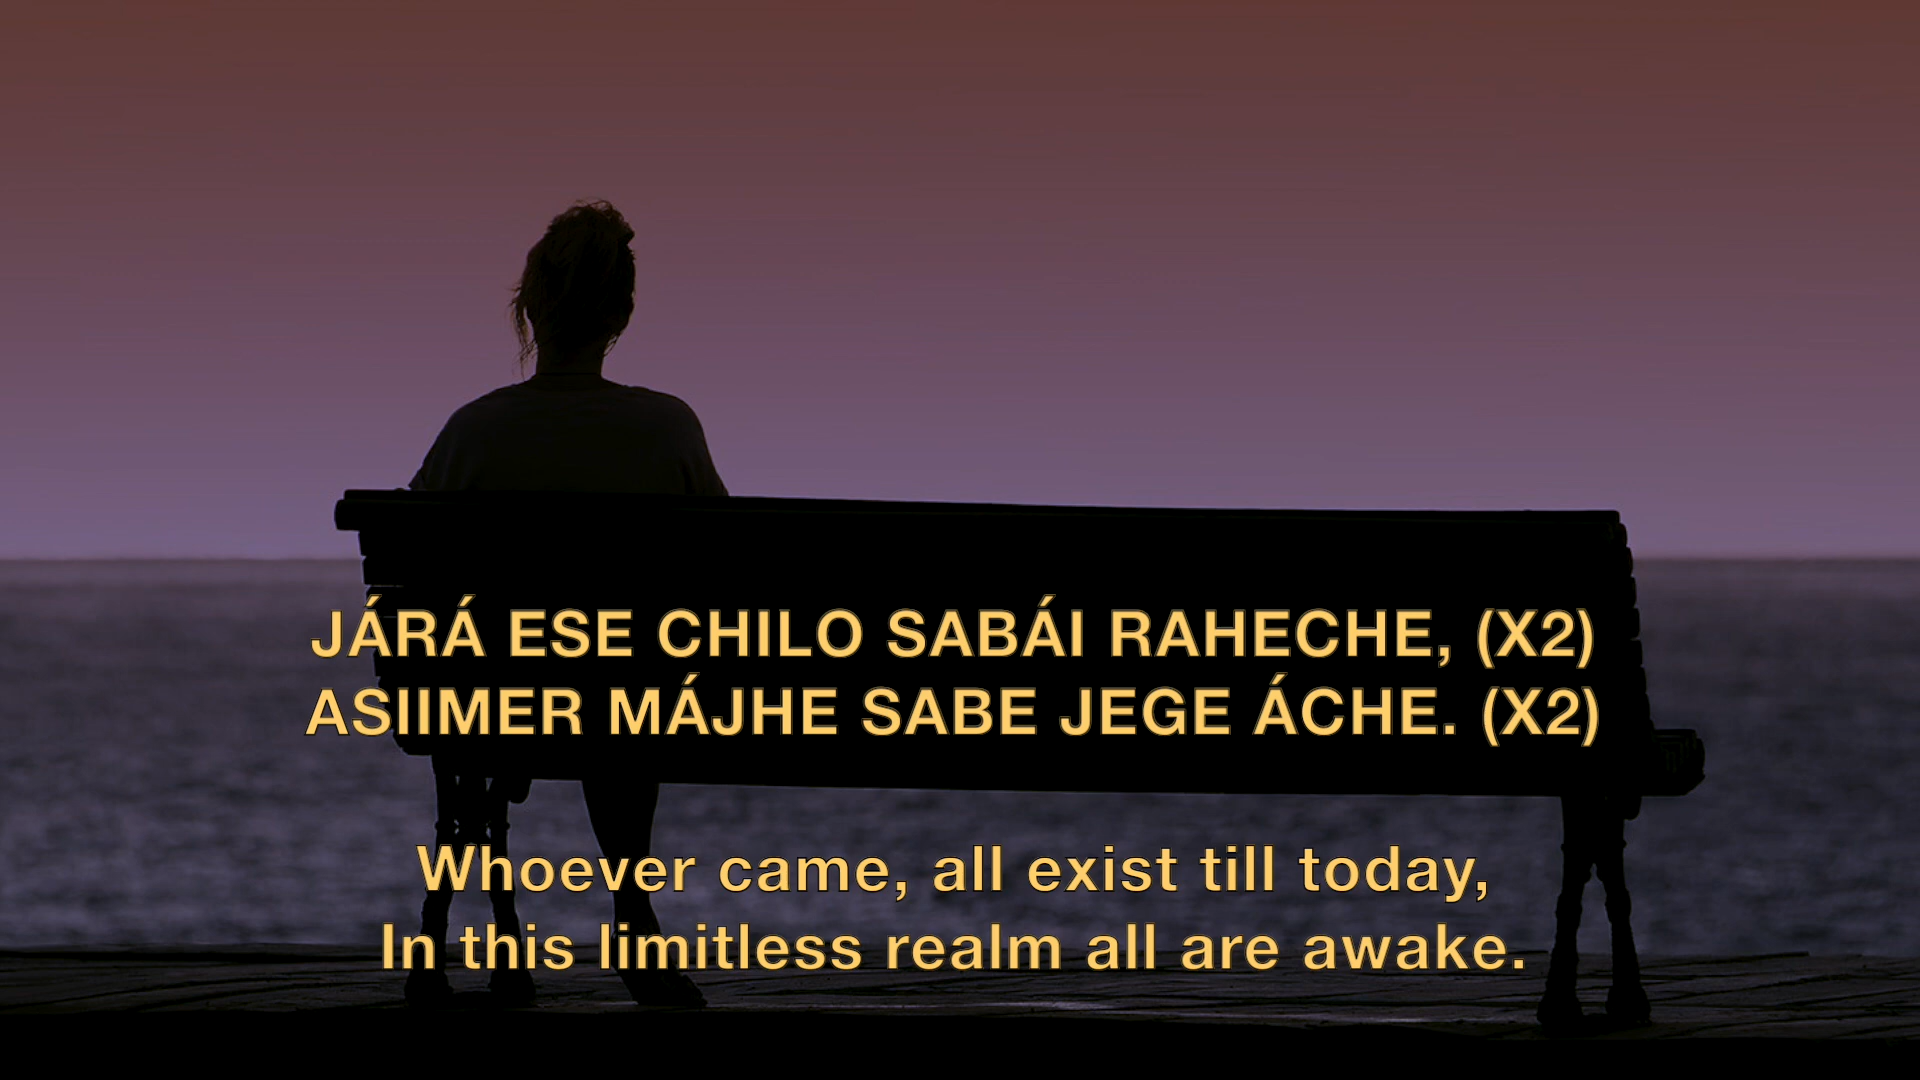 JÁRÁ ESE CHILO SABÁI RAHECHE, (X2)
ASIIMER MÁJHE SABE JEGE ÁCHE. (X2)
Whoever came, all exist till today,
In this limitless realm all are awake.